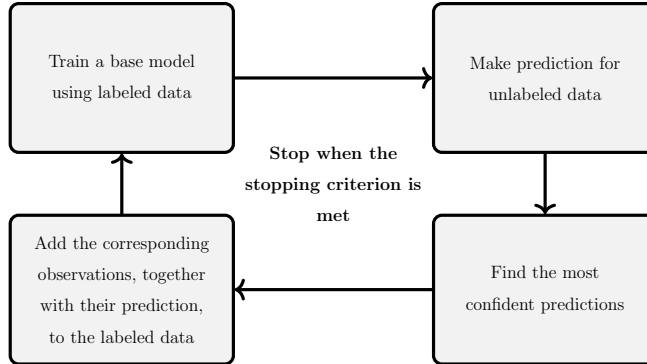 Train a base model
using labeled data
Make prediction for
unlabeled data
Stop when the
stopping criterion is
met
Add the corresponding
observations, together
with their prediction,
to the labeled data
Find the most
confident predictions